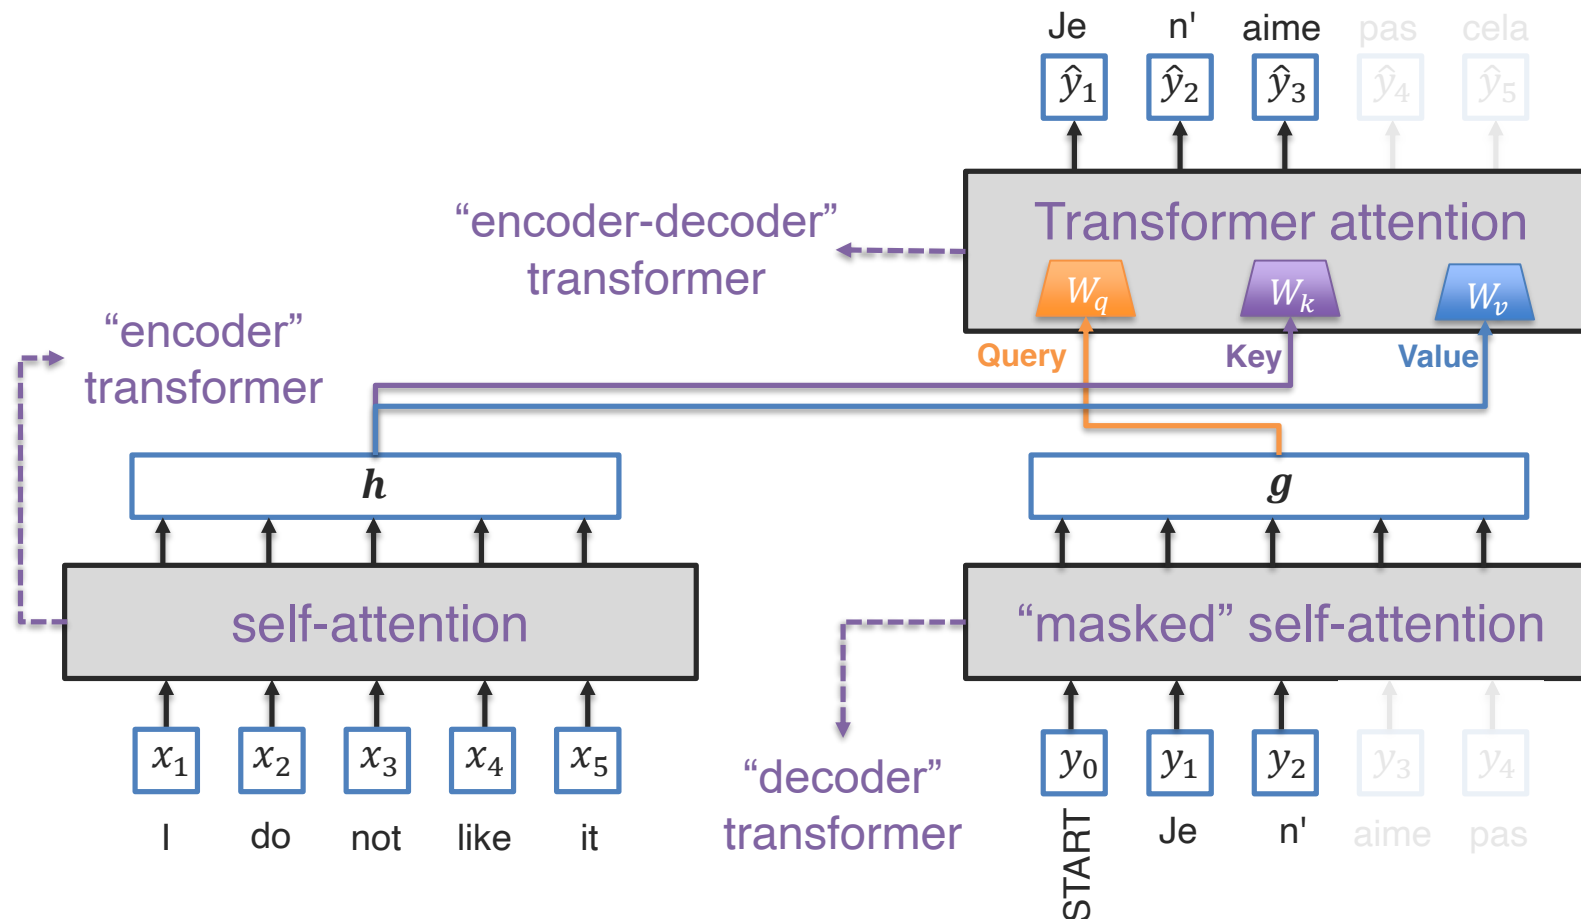 Je n' aime pas cela
ŷ1 ŷ2 ŷ3 ŷ4 ŷ5
Transformer attention
Wq Wk Wv
Query Key Value
“encoder-decoder”
transformer
“encoder”
transformer
h
g
self-attention
“masked” self-attention
x1 x2 x3 x4 x5
I do not like it
y0 y1 y2 y3 y4
START Je n' aime pas
“decoder”
transformer